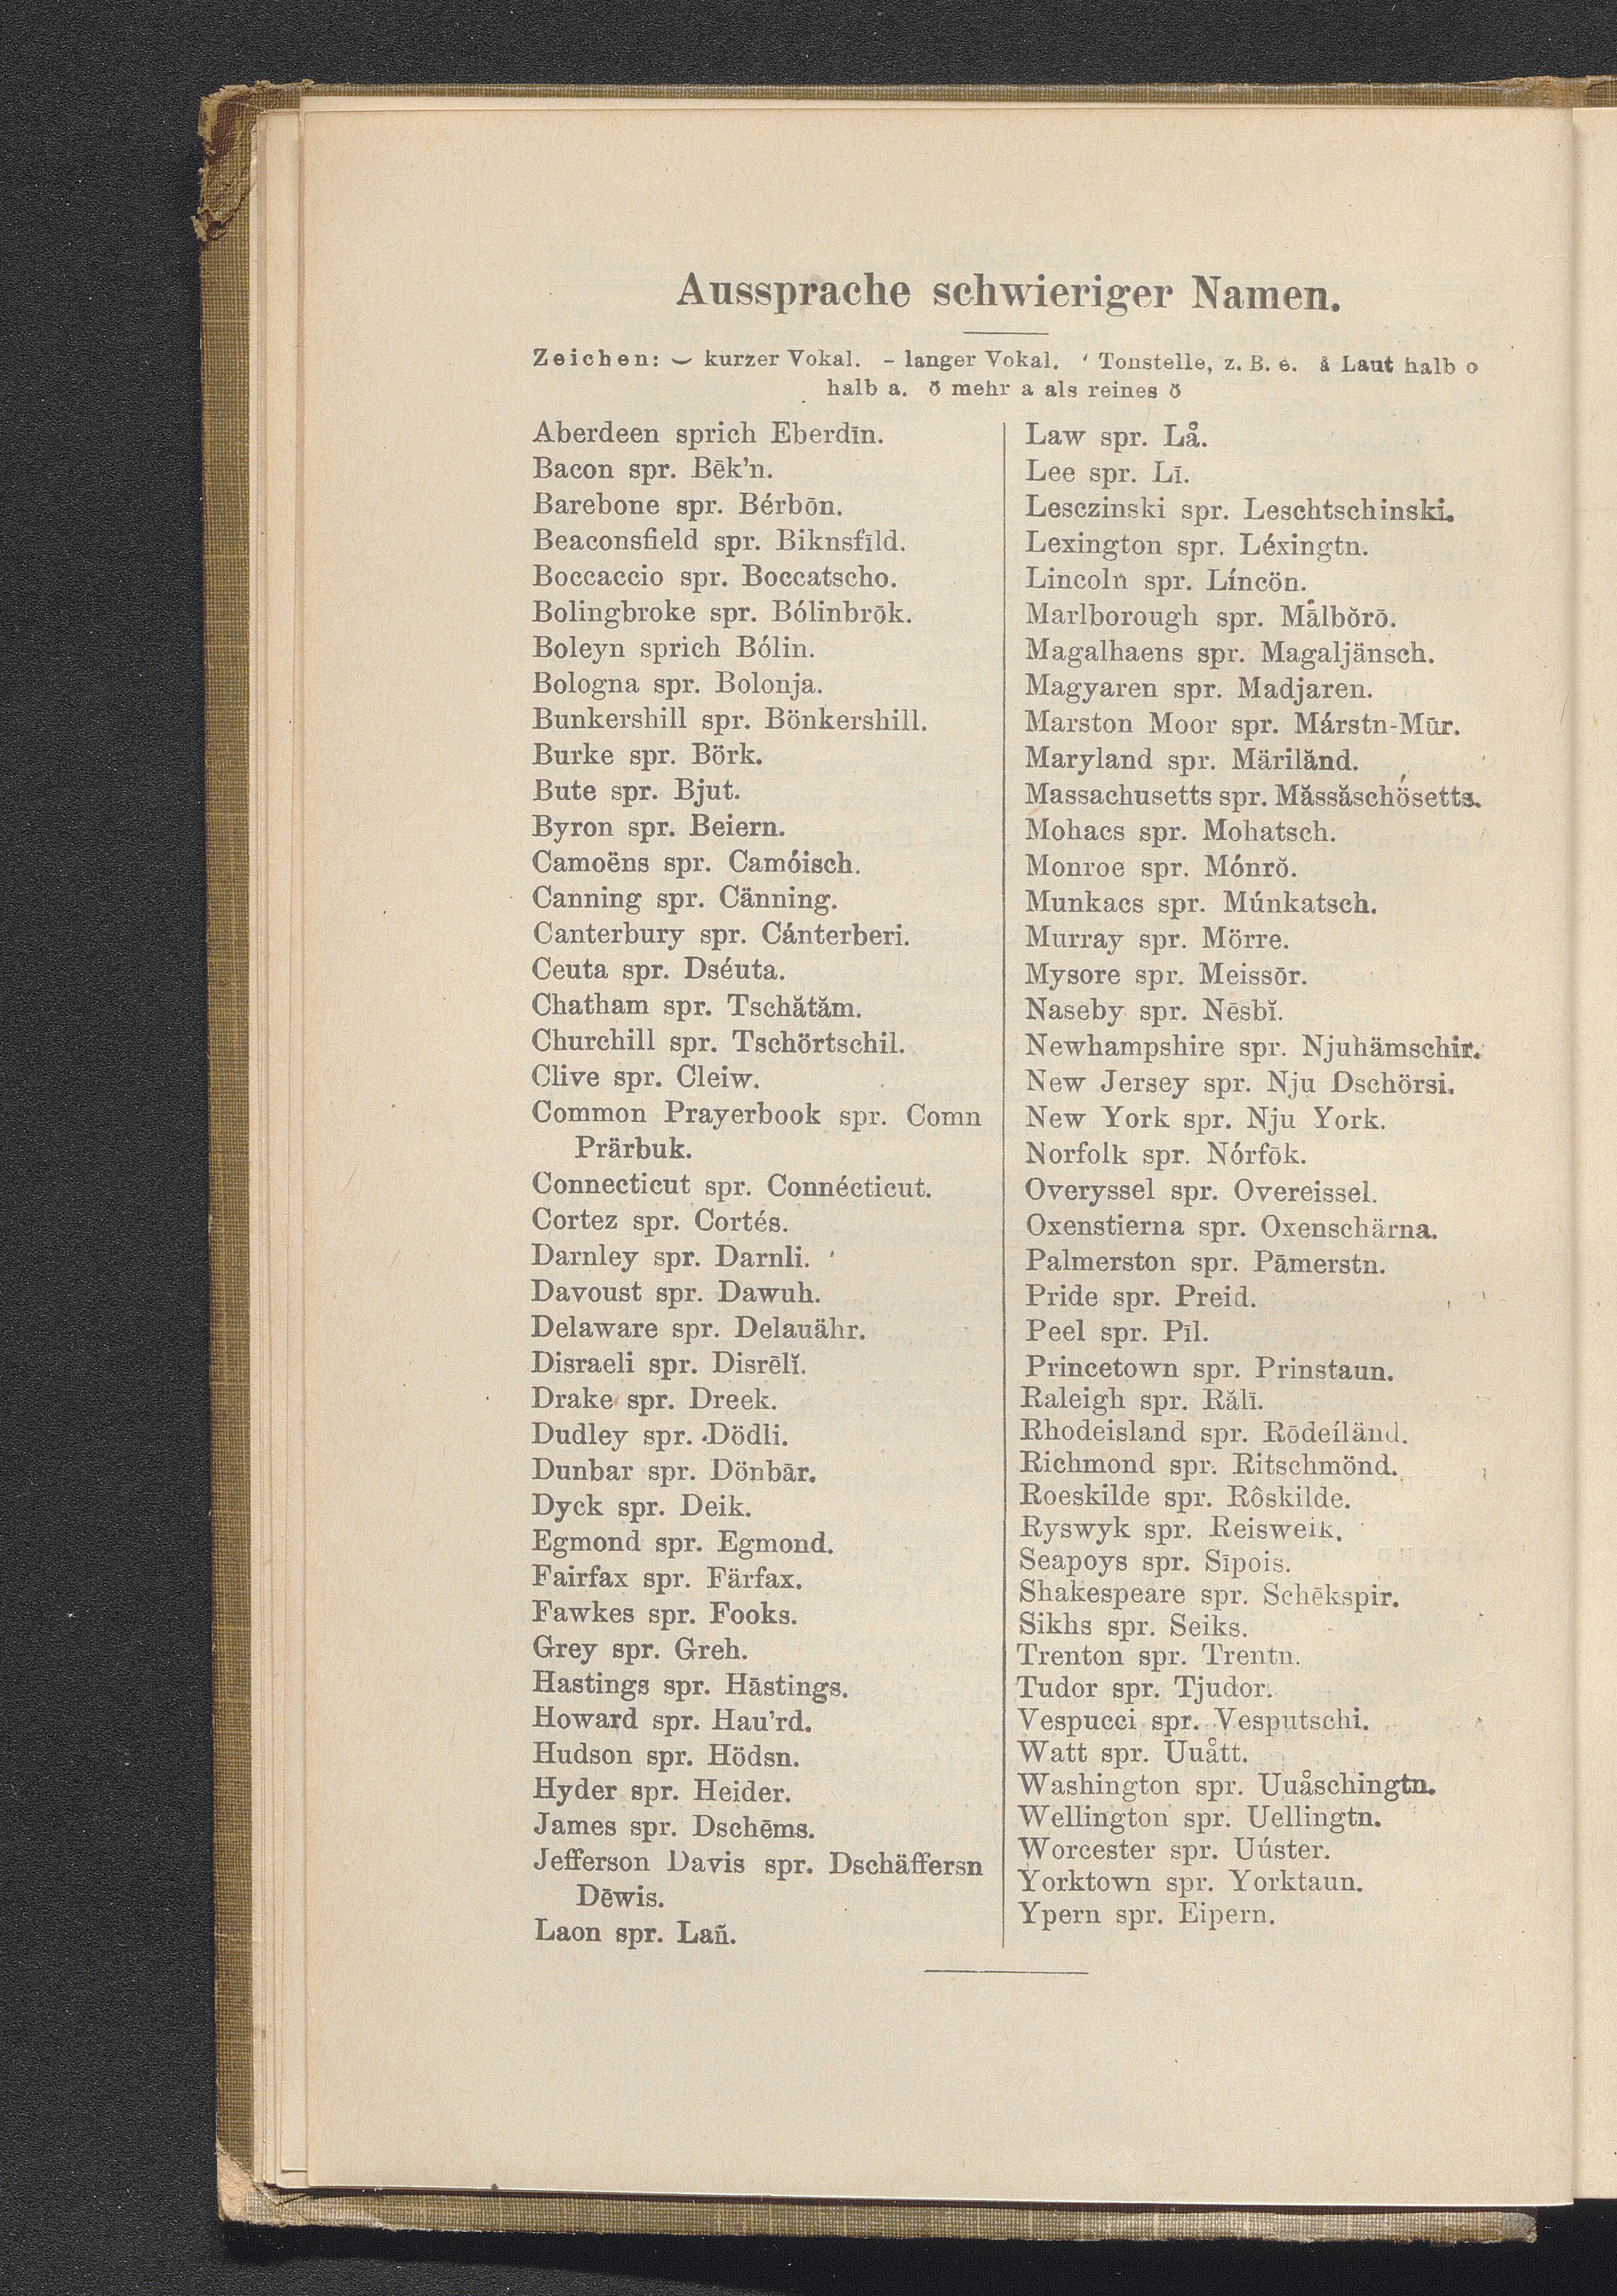 Aussprache schwieriger Namen.
Zeichen: ⌣ kurzer Vokal. – langer Vokal. ʹ Tonstelle, z. B. é. å Laut halb o
halb a. ö mehr a als reines ö
Aberdeen sprich Eberdīn.
Bacon spr. Bēk’n.
Barebone spr. Bérbōn.
Beaconsfield spr. Biknsfīld.
Boccaccio spr. Boccatscho.
Bolingbroke spr. Bólinbrōk.
Boleyn sprich Bólin.
Bologna spr. Bolonja.
Bunkershill spr. Bönkershill.
Burke spr. Börk.
Bute spr. Bjut.
Byron spr. Beiern.
Camoëns spr. Camóisch.
Canning spr. Cänning.
Canterbury spr. Cánterberi.
Ceuta spr. Dséuta.
Chatham spr. Tschătăm.
Churchill spr. Tschörtschil.
Clive spr. Cleiw.
Common Prayerbook spr. Comn
Prärbuk.
Connecticut spr. Connécticut.
Cortez spr. Cortés.
Darnley spr. Darnli.
Davoust spr. Dawuh.
Delaware spr. Delauähr.
Disraeli spr. Disrēlĭ.
Drake spr. Dreek.
Dudley spr. Dödli.
Dunbar spr. Dönbār.
Dyck spr. Deik.
Egmond spr. Egmond.
Fairfax spr. Färfax.
Fawkes spr. Fooks.
Grey spr. Greh.
Hastings spr. Hāstings.
Howard spr. Hau’rd.
Hudson spr. Hödsn.
Hyder spr. Heider.
James spr. Dschēms.
Jefferson Davis spr. Dschäffersn
Dēwis.
Laon spr. Lañ.
Law spr. Lå.
Lee spr. Lī.
Lesczinski spr. Leschtschinski.
Lexington spr. Léxingtn.
Lincoln spr. Líncön.
Marlborough spr. Mā̊lbŏrō.
Magalhaens spr. Magaljänsch.
Magyaren spr. Madjaren.
Marston Moor spr. Márstn-Mūr.
Maryland spr. Märilănd.
Massachusetts spr. Măssăschö́setts.
Mohacs spr. Mohatsch.
Monroe spr. Mónrŏ.
Munkacs spr. Múnkatsch.
Murray spr. Mörre.
Mysore spr. Meissōr.
Naseby spr. Nēsbĭ.
Newhampshire spr. Njuhämschir.
New Jersey spr. Nju Dschörsi.
New York spr. Nju York.
Norfolk spr. Nórfōk.
Overyssel spr. Overeissel.
Oxenstierna spr. Oxenschärna.
Palmerston spr. Pāmerstn.
Pride spr. Preid.
Peel spr. Pīl.
Princetown spr. Prinstaun.
Raleigh spr. Rălī.
Rhodeisland spr. Rōdeíländ.
Richmond spr. Ritschmönd.
Roeskilde spr. Rôskilde.
Ryswyk spr. Reisweik.
Seapoys spr. Sīpois.
Shakespeare spr. Schēkspir.
Sikhs spr. Seiks.
Trenton spr. Trentn.
Tudor spr. Tjudor.
Vespucci spr. Vesputschi.
Watt spr. Uuått.
Washington spr. Uuåschingtn.
Wellington spr. Uellingtn.
Worcester spr. Uúster.
Yorktown spr. Yorktaun.
Ypern spr. Eipern.